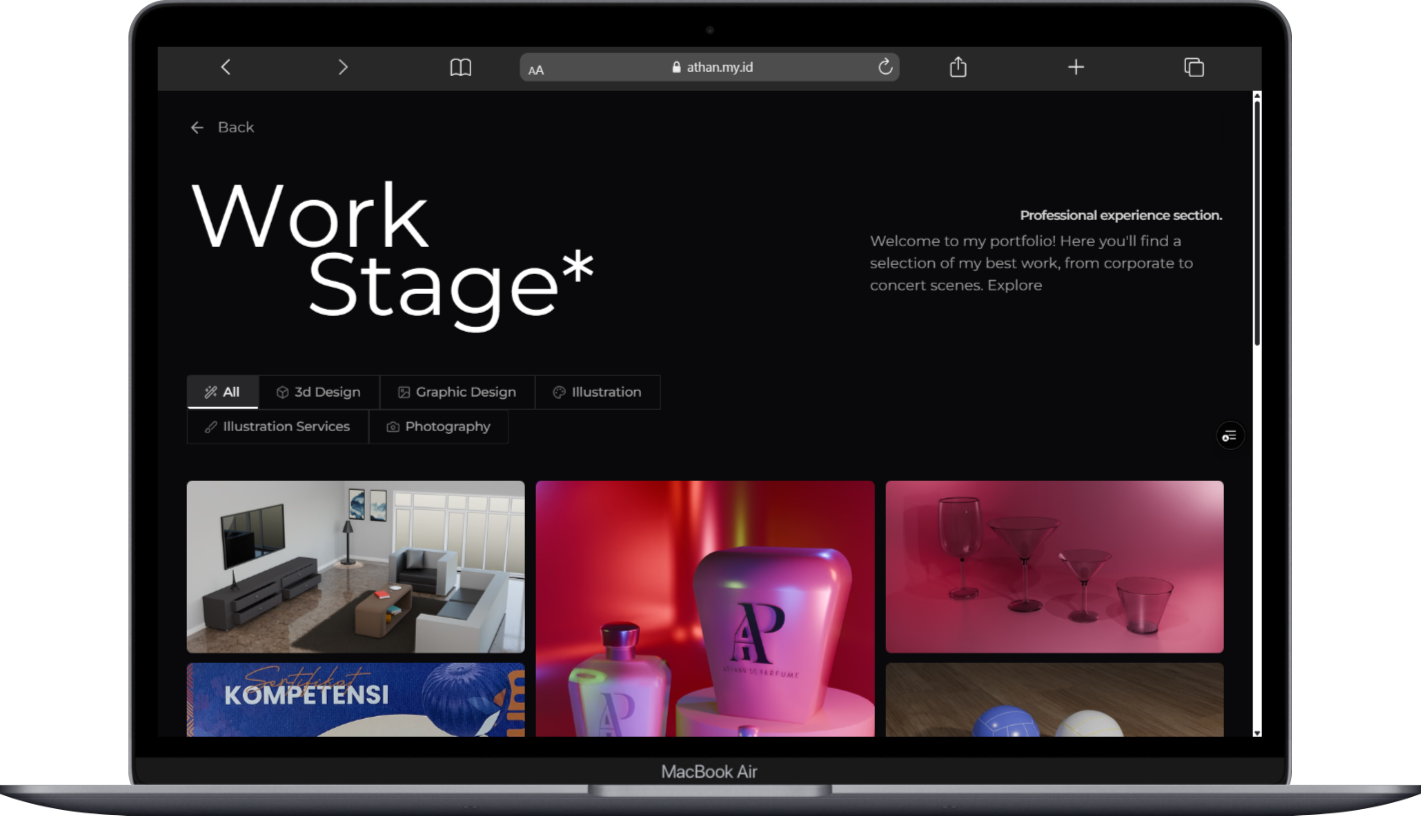 AA
athan.my.id
Back
Work
Stage*
Professional experience section.
Welcome to my portfolio! Here you'll find a
selection of my best work, from corporate to
concert scenes. Explore
All
3d Design
Graphic Design
Illustration
Illustration Services
Photography
AP
Sertifikat
KOMPETENSI
MacBook Air